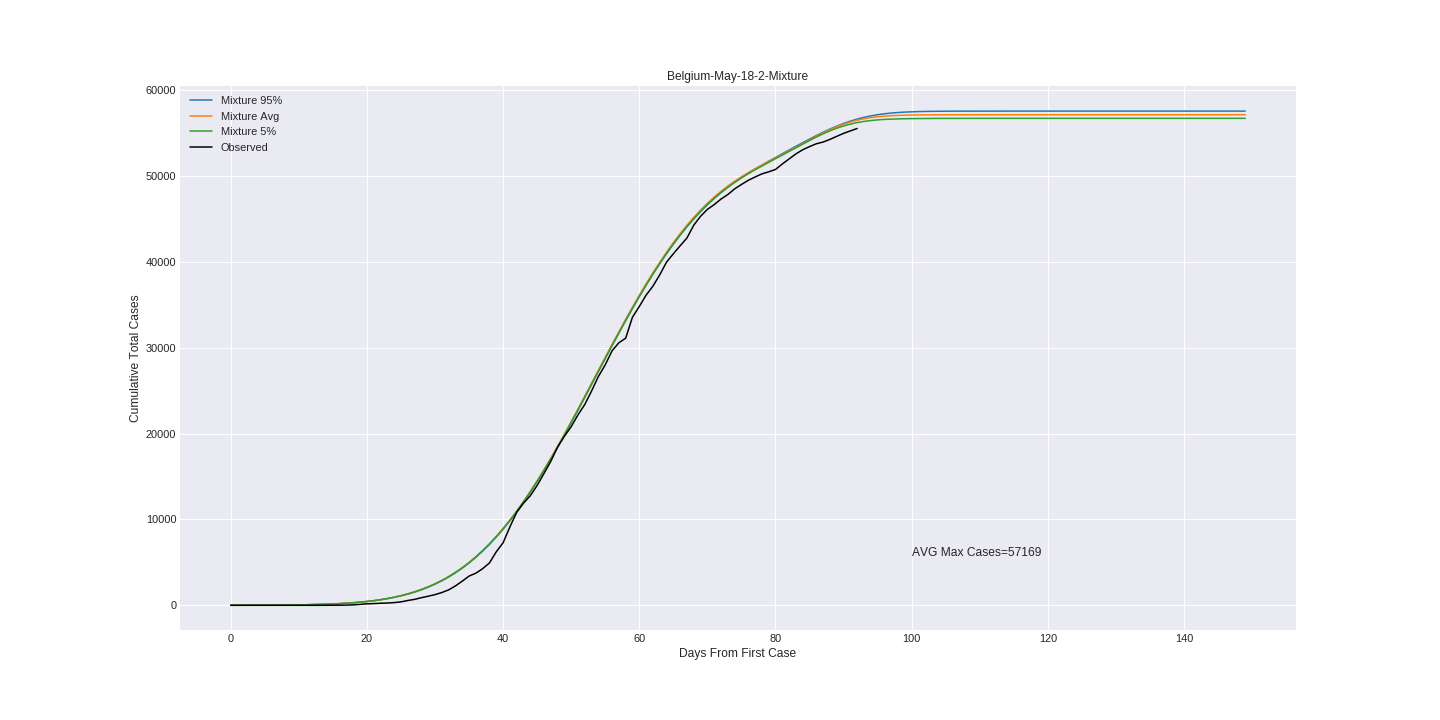 Belgium-May-18-2-Mixture
60000
50000
40000
30000
20000
10000
0
Cumulative Total Cases
Mixture 95%
Mixture Avg
Mixture 5%
Observed
AVG Max Cases=57169
0 20 40 60 80 100 120 140
Days From First Case